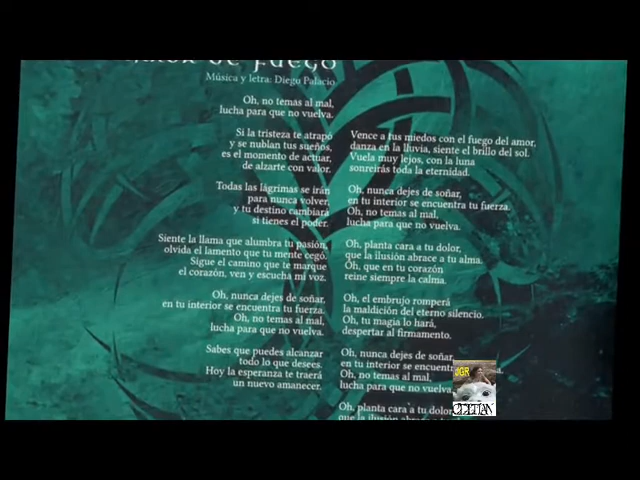 DE FUEGO
Música y letra: Diego Palacio
Oh, no temas al mal,
lucha para que no vuelva.
Si la tristeza te atrapó
y se nublan tus sueños,
es el momento de actuar,
de alzarte con valor.
Todas las lágrimas se irán
para nunca volver,
y tu destino cambiará
si tienes el poder.
Siente la llama que alumbra tu pasión,
olvida el lamento que tu mente cegó.
Sigue el camino que te marque
el corazón, ven y escucha mi voz.
Oh, nunca dejes de soñar,
en tu interior se encuentra tu fuerza.
Oh, no temas al mal,
lucha para que no vuelva.
Sabes que puedes alcanzar
todo lo que desees.
Hoy la esperanza te traerá
un nuevo amanecer.
Vence a tus miedos con el fuego del amor,
danza en la lluvia, siente el brillo del sol.
Vuela muy lejos, con la luna
sonreirás toda la eternidad.
Oh, nunca dejes de soñar,
en tu interior se encuentra tu fuerza.
Oh, no temas al mal,
lucha para que no vuelva.
Oh, planta cara a tu dolor,
que la ilusión abrace a tu alma.
Oh, que en tu corazón
reine siempre la calma.
Oh, el embrujo romperá
la maldición del eterno silencio.
Oh, tu magia lo hará,
despertar al firmamento.
Oh, nunca dejes de soñar,
en tu interior se encuentra
Oh, no temas al mal,
lucha para que no vuelva.
Oh, planta cara a tu dolor,
que la ilusión abrace a
JGR